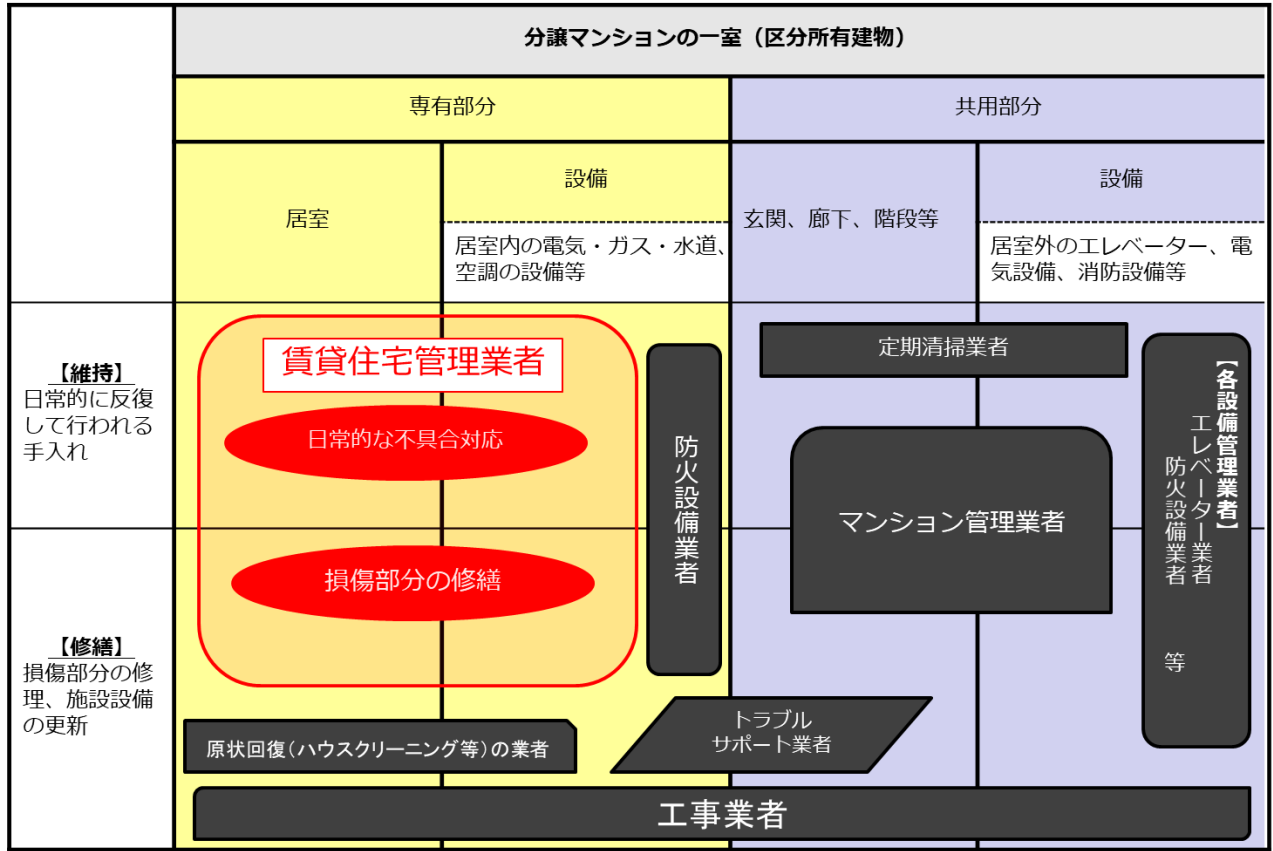 分譲マンションの一室（区分所有建物）
専有部分
共用部分
居室
設備
居室内の電気・ガス・水道、
空調の設備等
玄関、廊下、階段等
設備
居室外のエレベーター、電
気設備、消防設備等
【維持】
日常的に反復
して行われる
手入れ
賃貸住宅管理業者
日常的な不具合対応
損傷部分の修繕
防火設備業者
定期清掃業者
マンション管理業者
【各設備管理業者】
エレベーター業者
防火設備業者　等
【修繕】
損傷部分の修
理、施設設備
の更新
原状回復（ハウスクリーニング等）の業者
トラブル
サポート業者
工事業者